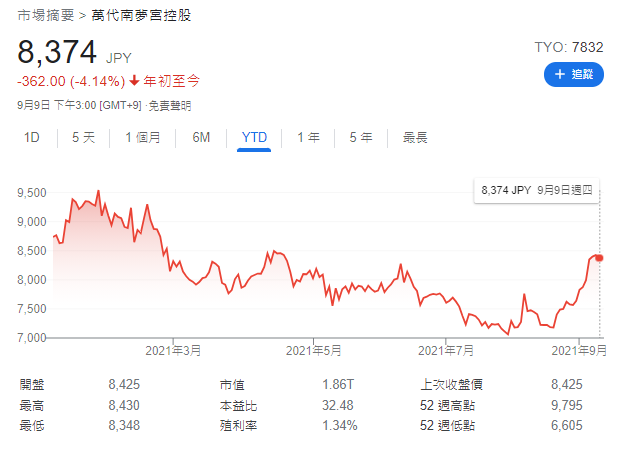 市場摘要 > 萬代南夢宮控股
8,374 JPY
TYO: 7832
-362.00 (-4.14%) 年初至今
+ 追蹤
9月9日 下午3:00 [GMT+9] ·免責聲明
1D 5 天 1 個月 6M YTD 1 年 5 年 最長
8,374 JPY 9月9日週四
9,500
9,000
8,500
8,000
7,500
7,000
2021年3月 2021年5月 2021年7月 2021年9月
開盤 8,425 市值 1.86T 上次收盤價 8,425
最高 8,430 本益比 32.48 52 週高點 9,795
最低 8,348 殖利率 1.34% 52 週低點 6,605